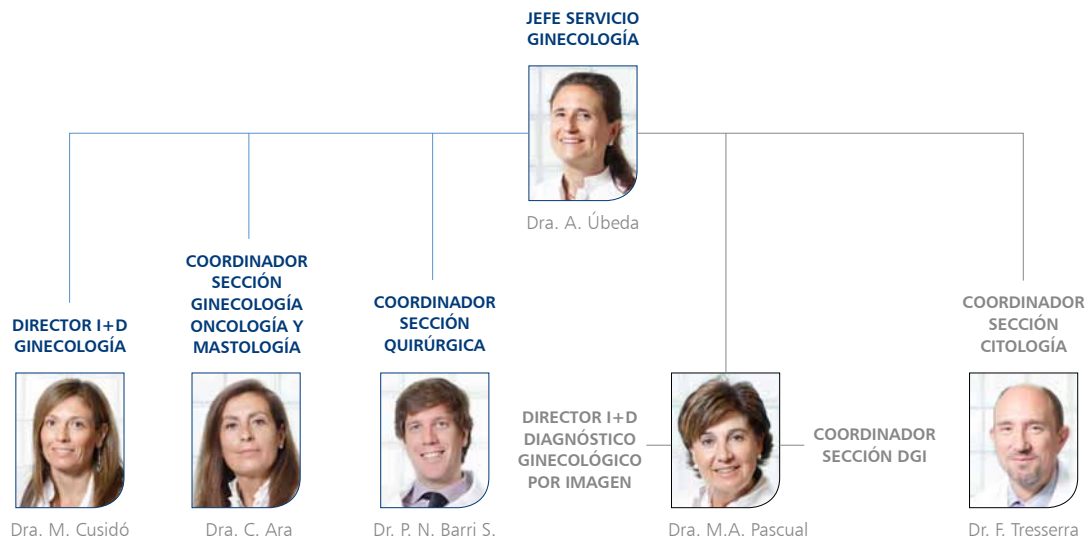 JEFE SERVICIO
GINECOLOGÍA
Dra. A. Úbeda
COORDINADOR
SECCIÓN
GINECOLOGÍA
ONCOLOGÍA Y
MASTOLOGÍA
DIRECTOR I+D
GINECOLOGÍA
COORDINADOR
SECCIÓN
QUIRÚRGICA
COORDINADOR
SECCIÓN
CITOLOGÍA
DIRECTOR I+D
DIAGNÓSTICO
GINECOLÓGICO
POR IMAGEN
COORDINADOR
SECCIÓN DGI
Dra. M. Cusidó
Dra. C. Ara
Dr. P. N. Barri S.
Dra. M.A. Pascual
Dr. F. Tresserra